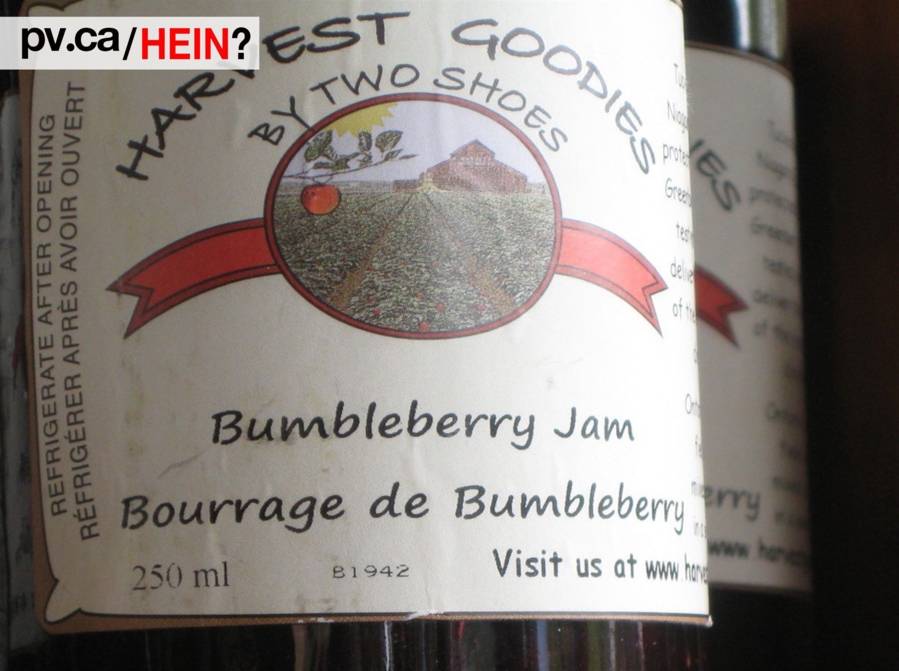 pv.ca/HEIN?
HARVEST GOODIES
BY TWO SHOES
REFRIGERATE AFTER OPENING
RÉFRIGÉRER APRÈS AVOIR OUVERT
Bumbleberry Jam
Bourrage de Bumbleberry
250 ml
B1942
Visit us at www.